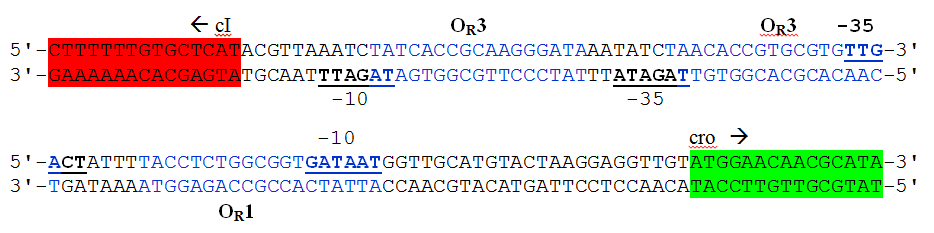 ← cI OR3 OR3 -35
5'-CTTTTTTGTGCTCATACGTTAAATCTATCACCGCAAGGGATAAATATCTAACACCGTGCGTGTTG-3'
3'-GAAAAAACACGAGTATGCAATTTAGATAGTGGCGTTCCCTATTTATAGATTGTGGCACGCACAAC-5'
-10 -35
-10 cro →
5'-ACTATTTTACCTCTGGCGGTGATAATGGTTGCATGTACTAAGGAGGTTGTATGGAACAACGCATA-3'
3'-TGATAAAATGGAGACCGCCACTATTACCAACGTACATGATTCCTCCAACATACCTTGTTGCGTAT-5'
OR1